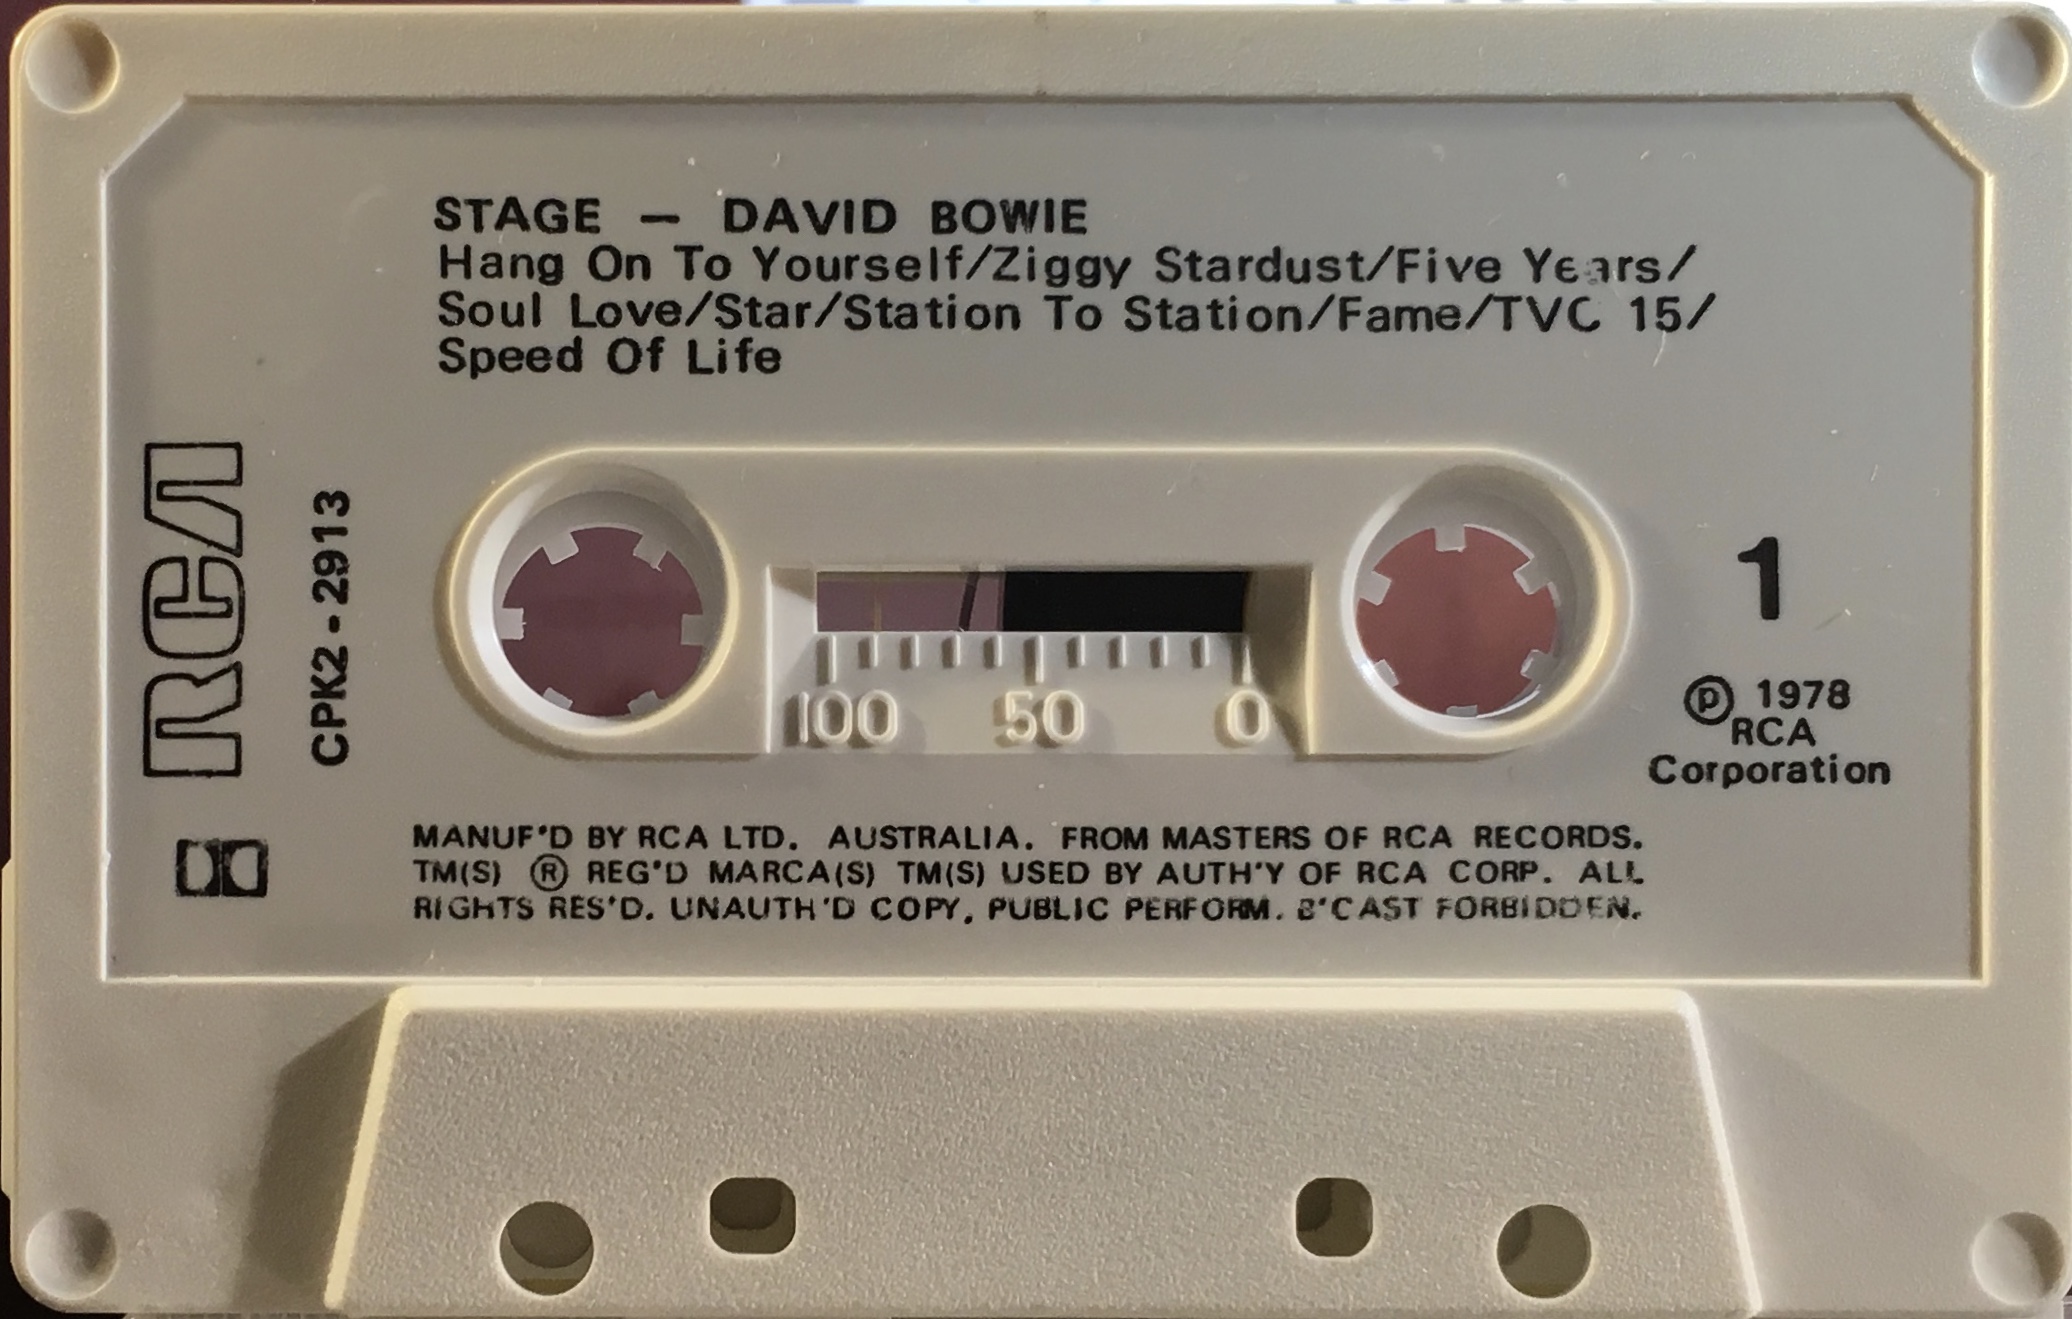 STAGE — DAVID BOWIE
Hang On To Yourself/Ziggy Stardust/Five Years/
Soul Love/Star/Station To Station/Fame/TVC 15/
Speed Of Life
RCA
CPK2-2913
100 50 0
1
℗ 1978
RCA
Corporation
MANUF'D BY RCA LTD. AUSTRALIA. FROM MASTERS OF RCA RECORDS.
TM(S) ® REG'D MARCA(S) TM(S) USED BY AUTH'Y OF RCA CORP. ALL
RIGHTS RES'D. UNAUTH'D COPY, PUBLIC PERFORM. B'CAST FORBIDDEN.